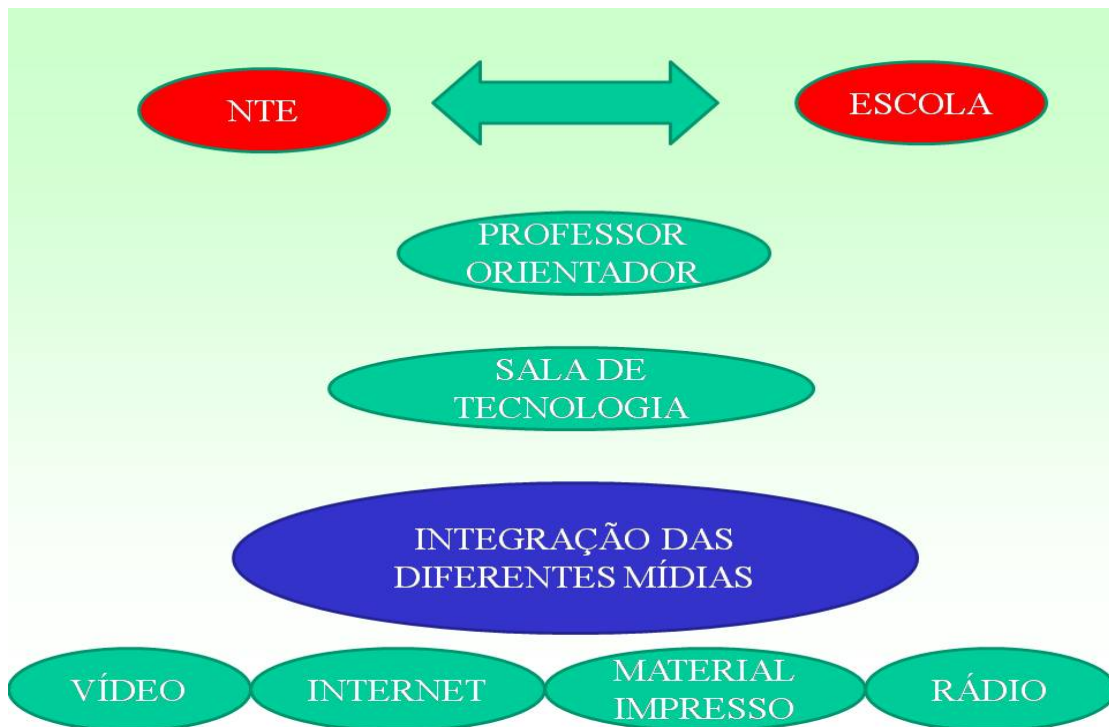 NTE
ESCOLA
PROFESSOR
ORIENTADOR
SALA DE
TECNOLOGIA
INTEGRAÇÃO DAS
DIFERENTES MÍDIAS
VÍDEO
INTERNET
MATERIAL
IMPRESSO
RÁDIO